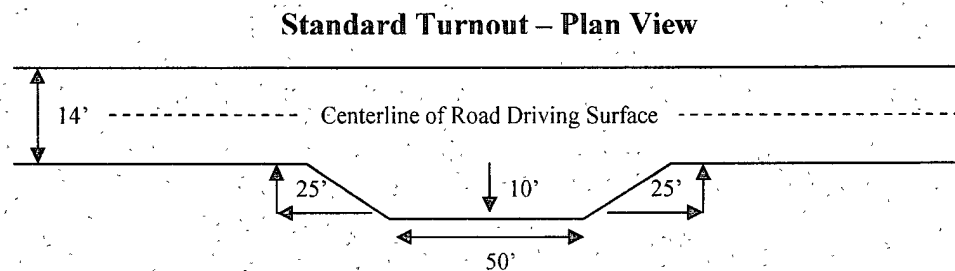 Standard Turnout – Plan View
14’
Centerline of Road Driving Surface
25’
10’
25’
50’